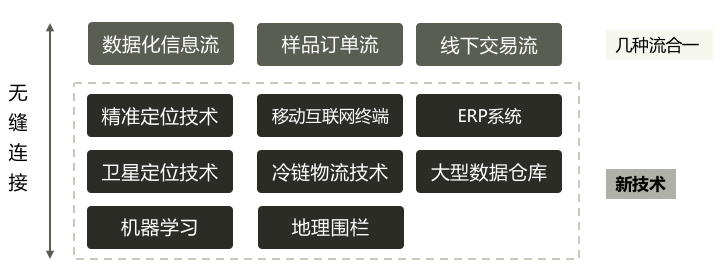 数据化信息流
样品订单流
线下交易流
几种流合一
无缝连接
精准定位技术
移动互联网终端
ERP系统
卫星定位技术
冷链物流技术
大型数据仓库
新技术
机器学习
地理围栏